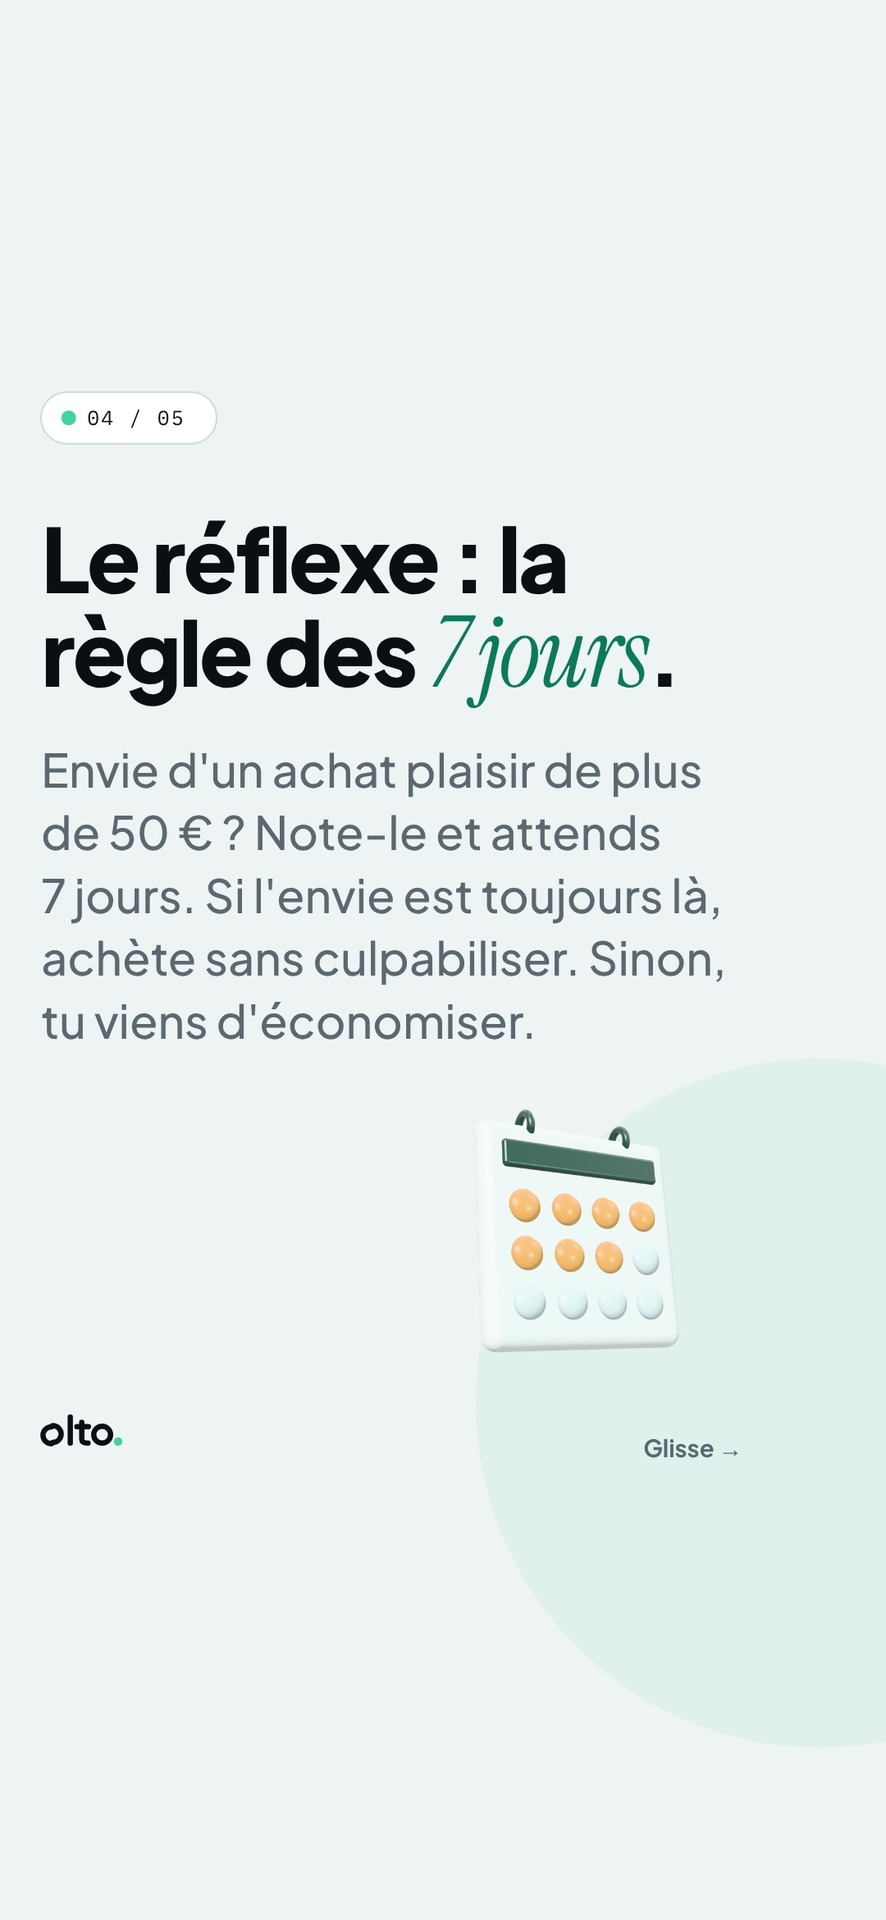 04 / 05
Le réflexe : la
règle des 7 jours.
Envie d'un achat plaisir de plus
de 50 € ? Note-le et attends
7 jours. Si l'envie est toujours là,
achète sans culpabiliser. Sinon,
tu viens d'économiser.
olto.
Glisse →